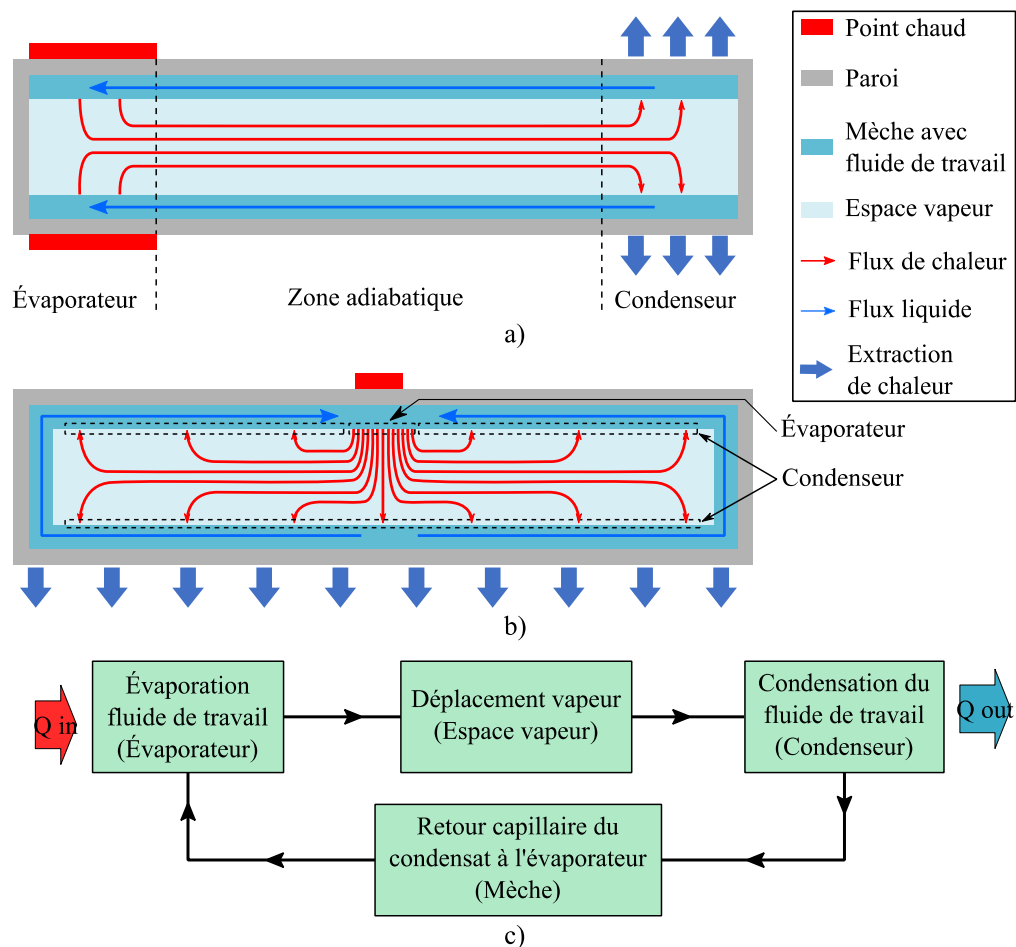 Point chaud
Paroi
Mèche avec
fluide de travail
Espace vapeur
Flux de chaleur
Flux liquide
Extraction
de chaleur
Évaporateur
Zone adiabatique
Condenseur
a)
Évaporateur
Condenseur
b)
Q in
Évaporation
fluide de travail
(Évaporateur)
Déplacement vapeur
(Espace vapeur)
Condensation du
fluide de travail
(Condenseur)
Q out
Retour capillaire du
condensat à l'évaporateur
(Mèche)
c)